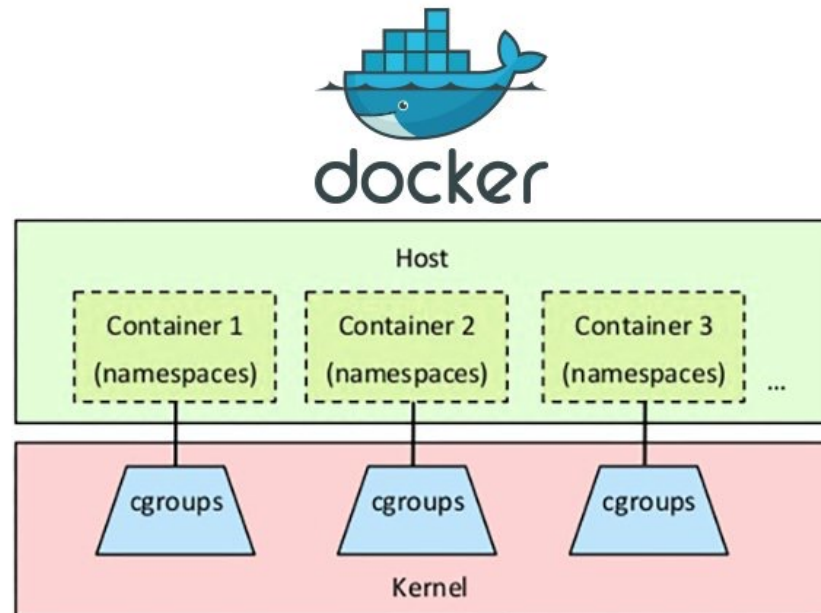 docker
Host
Container 1
(namespaces)
Container 2
(namespaces)
Container 3
(namespaces)
...
cgroups
cgroups
cgroups
Kernel